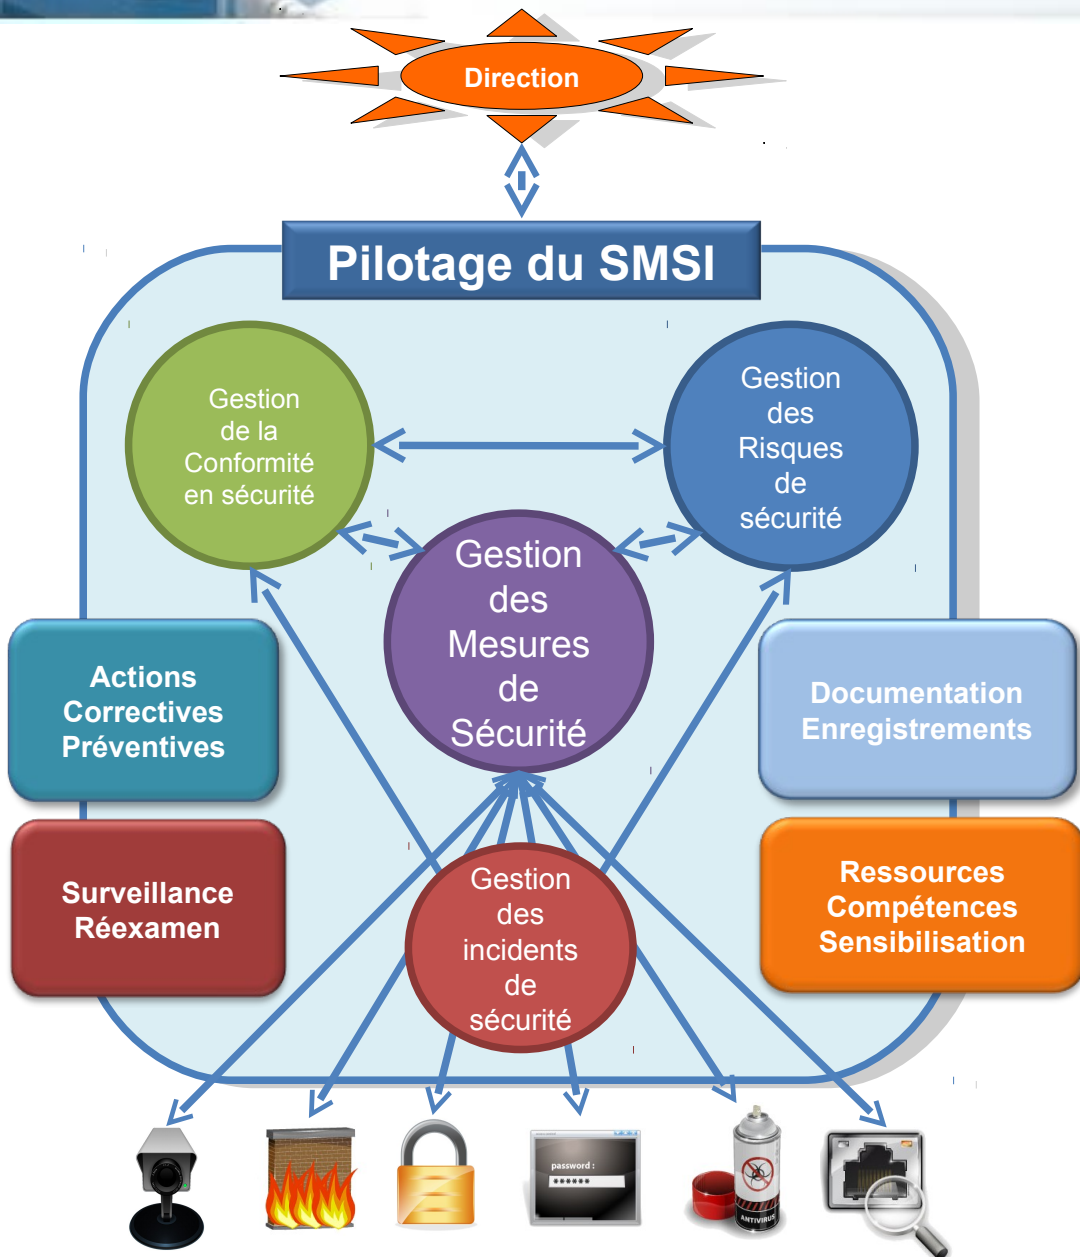 Direction
Pilotage du SMSI
Gestion
de la
Conformité
en sécurité
Gestion
des
Risques
de
sécurité
Gestion
des
Mesures
de
Sécurité
Actions
Correctives
Préventives
Documentation
Enregistrements
Surveillance
Réexamen
Ressources
Compétences
Sensibilisation
Gestion
des
incidents
de
sécurité
password :
******
ANTIVIRUS